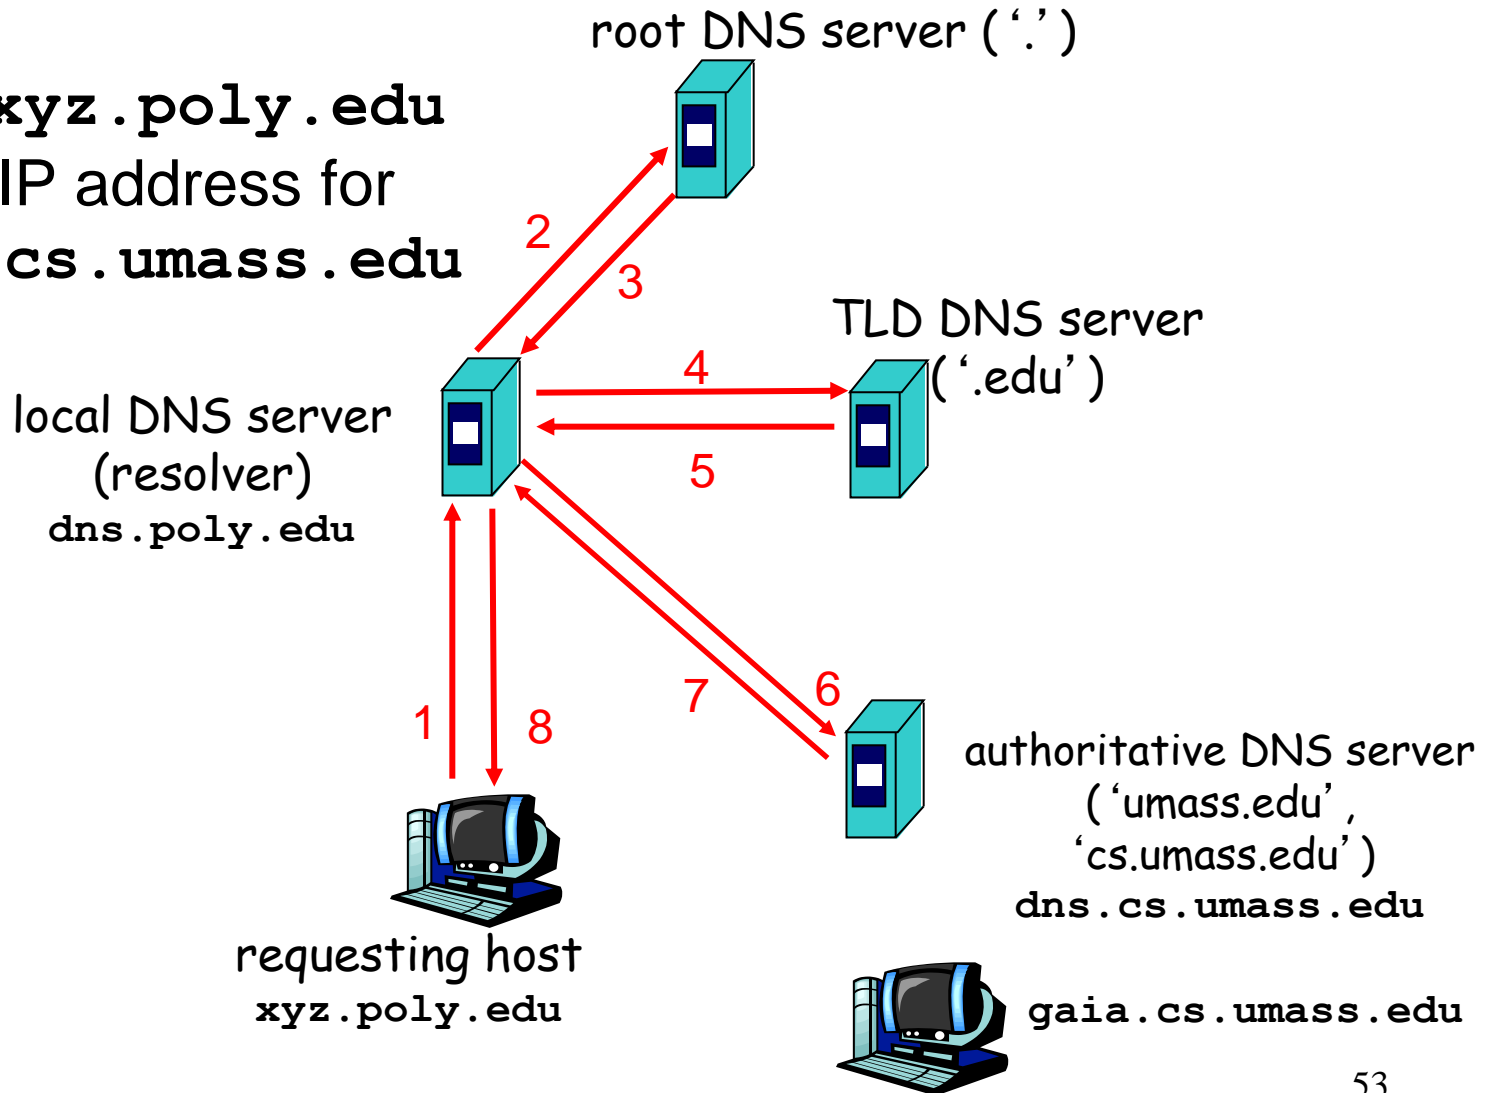 root DNS server ( ‘.’ )
xyz.poly.edu
IP address for
cs.umass.edu
2
3
TLD DNS server
( ‘.edu’ )
4
local DNS server
(resolver)
dns.poly.edu
5
1
8
7
6
authoritative DNS server
( ‘umass.edu’ ,
‘cs.umass.edu’ )
dns.cs.umass.edu
requesting host
xyz.poly.edu
gaia.cs.umass.edu
53